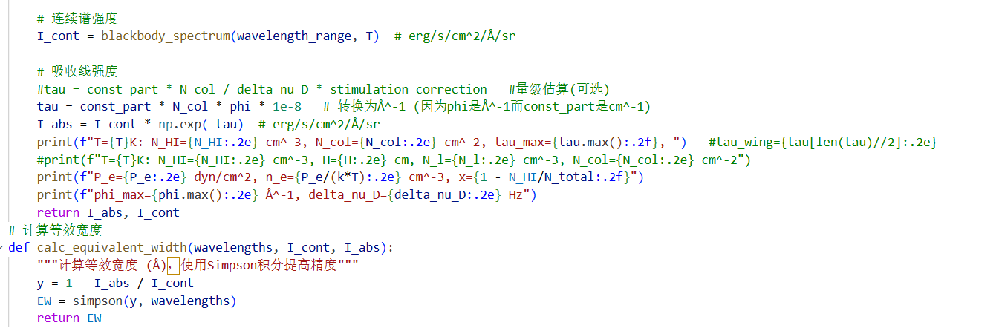 # 连续谱强度
I_cont = blackbody_spectrum(wavelength_range, T)  # erg/s/cm^2/Å/sr
# 吸收线强度
#tau = const_part * N_col / delta_nu_D * stimulation_correction   #量级估算(可选)
tau = const_part * N_col * phi * 1e-8   # 转换为Å^-1 (因为phi是Å^-1而const_part是cm^-1)
I_abs = I_cont * np.exp(-tau)  # erg/s/cm^2/Å/sr
print(f"T={T}K: N_HI={N_HI:.2e} cm^-3, N_col={N_col:.2e} cm^-2, tau_max={tau.max():.2f}, ")   #tau_wing={tau[len(tau)//2]:.2e}
#print(f"T={T}K: N_HI={N_HI:.2e} cm^-3, H={H:.2e} cm, N_l={N_l:.2e} cm^-3, N_col={N_col:.2e} cm^-2")
print(f"P_e={P_e:.2e} dyn/cm^2, n_e={P_e/(k*T):.2e} cm^-3, x={1 - N_HI/N_total:.2f}")
print(f"phi_max={phi.max():.2e} Å^-1, delta_nu_D={delta_nu_D:.2e} Hz")
return I_abs, I_cont
# 计算等效宽度
def calc_equivalent_width(wavelengths, I_cont, I_abs):
"""计算等效宽度 (Å)，使用Simpson积分提高精度"""
y = 1 - I_abs / I_cont
EW = simpson(y, wavelengths)
return EW